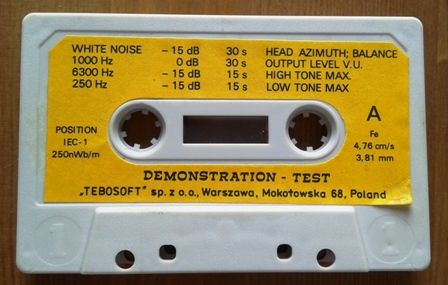 WHITE NOISE – 15 dB 30 s HEAD AZIMUTH; BALANCE
1000 Hz 0 dB 30 s OUTPUT LEVEL V.U.
6300 Hz – 15 dB 15 s HIGH TONE MAX.
250 Hz – 15 dB 15 s LOW TONE MAX
POSITION
IEC-1
250nWb/m
A
Fe
4,76 cm/s
3,81 mm
DEMONSTRATION - TEST
„TEBOSOFT" sp. z o.o., Warszawa, Mokotowska 68, Poland
1 1